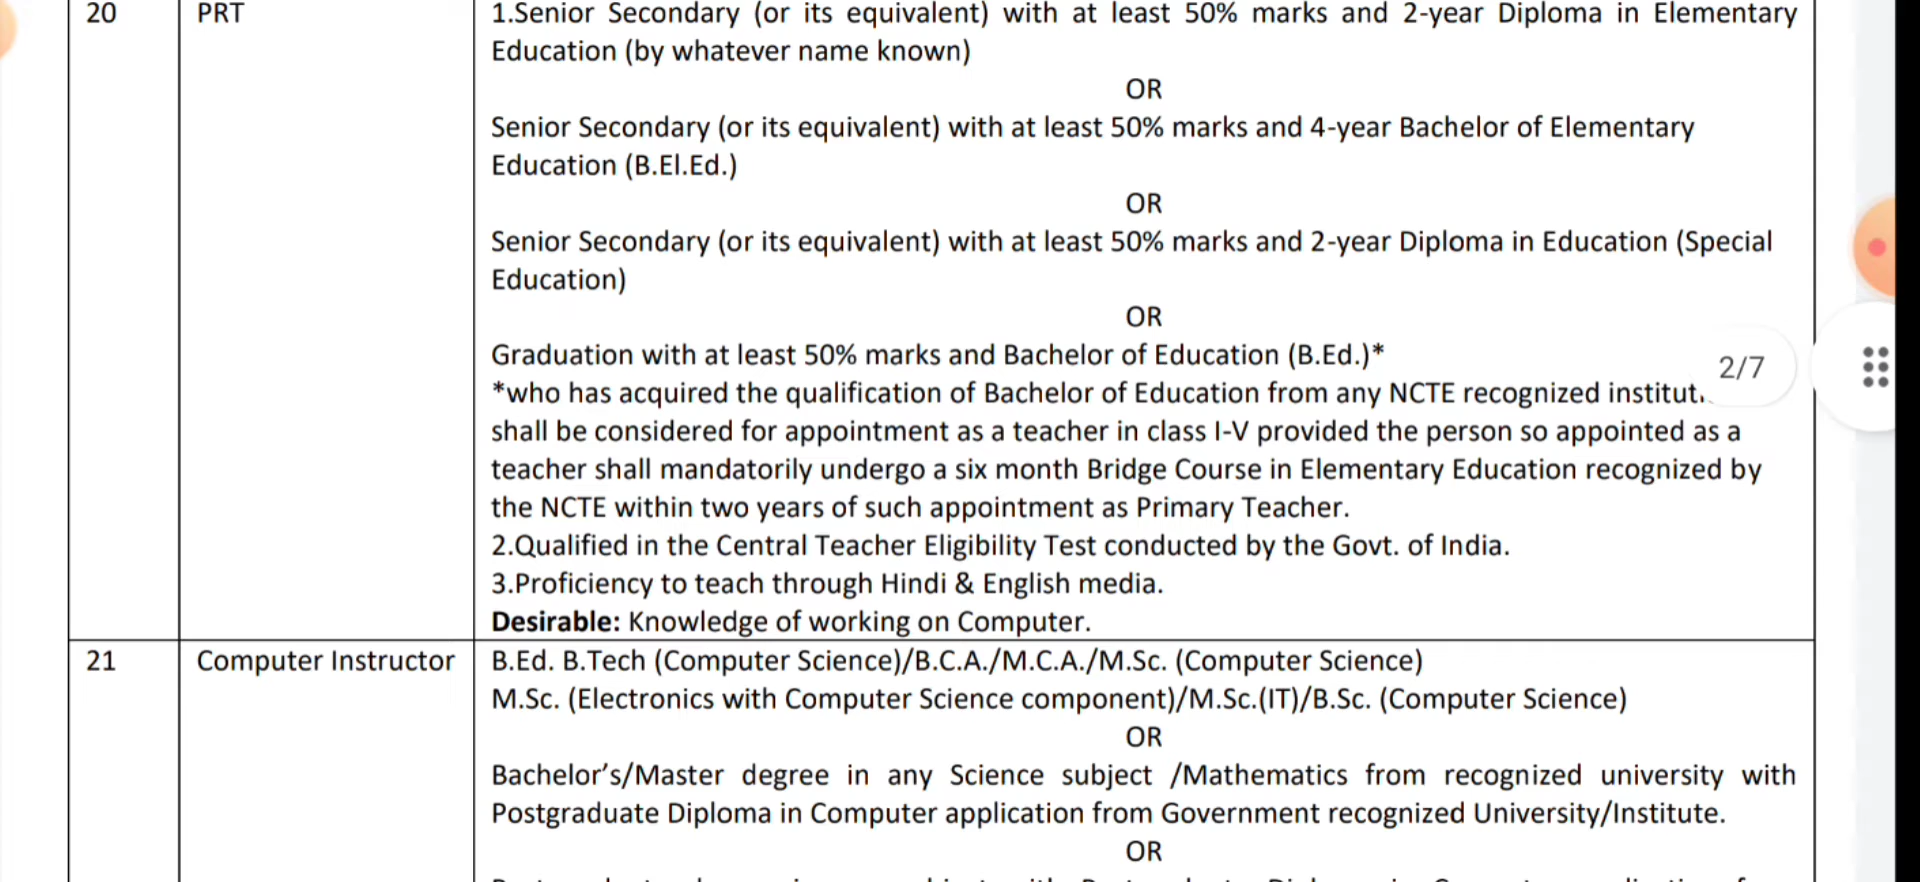 20 PRT 1.Senior Secondary (or its equivalent) with at least 50% marks and 2-year Diploma in Elementary
Education (by whatever name known)
OR
Senior Secondary (or its equivalent) with at least 50% marks and 4-year Bachelor of Elementary
Education (B.El.Ed.)
OR
Senior Secondary (or its equivalent) with at least 50% marks and 2-year Diploma in Education (Special
Education)
OR
Graduation with at least 50% marks and Bachelor of Education (B.Ed.)*
2/7
*who has acquired the qualification of Bachelor of Education from any NCTE recognized
shall be considered for appointment as a teacher in class I-V provided the person so appointed as a
teacher shall mandatorily undergo a six month Bridge Course in Elementary Education recognized by
the NCTE within two years of such appointment as Primary Teacher.
2.Qualified in the Central Teacher Eligibility Test conducted by the Govt. of India.
3.Proficiency to teach through Hindi & English media.
Desirable: Knowledge of working on Computer.
21 Computer Instructor B.Ed. B.Tech (Computer Science)/B.C.A./M.C.A./M.Sc. (Computer Science)
M.Sc. (Electronics with Computer Science component)/M.Sc.(IT)/B.Sc. (Computer Science)
OR
Bachelor’s/Master degree in any Science subject /Mathematics from recognized university with
Postgraduate Diploma in Computer application from Government recognized University/Institute.
OR